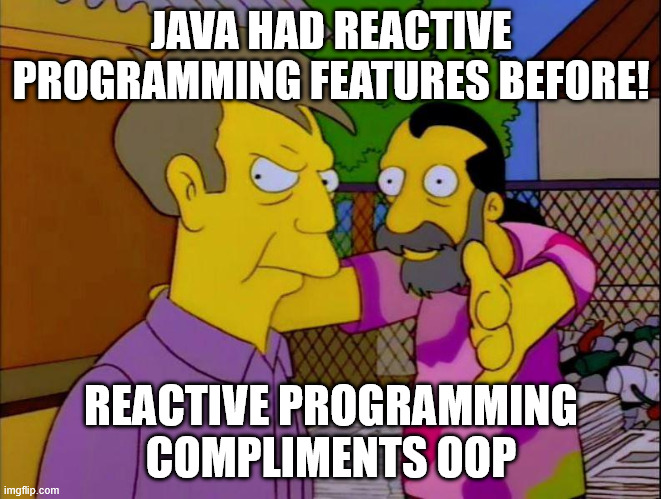 JAVA HAD REACTIVE
PROGRAMMING FEATURES BEFORE!
REACTIVE PROGRAMMING
COMPLIMENTS OOP
imgflip.com